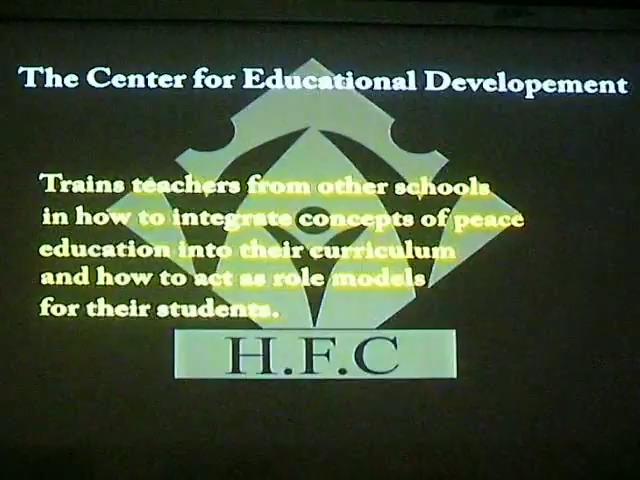 The Center for Educational Developement
Trains teachers from other schools
in how to integrate concepts of peace
education into their curriculum
and how to act as role models
for their students.
H.F.C